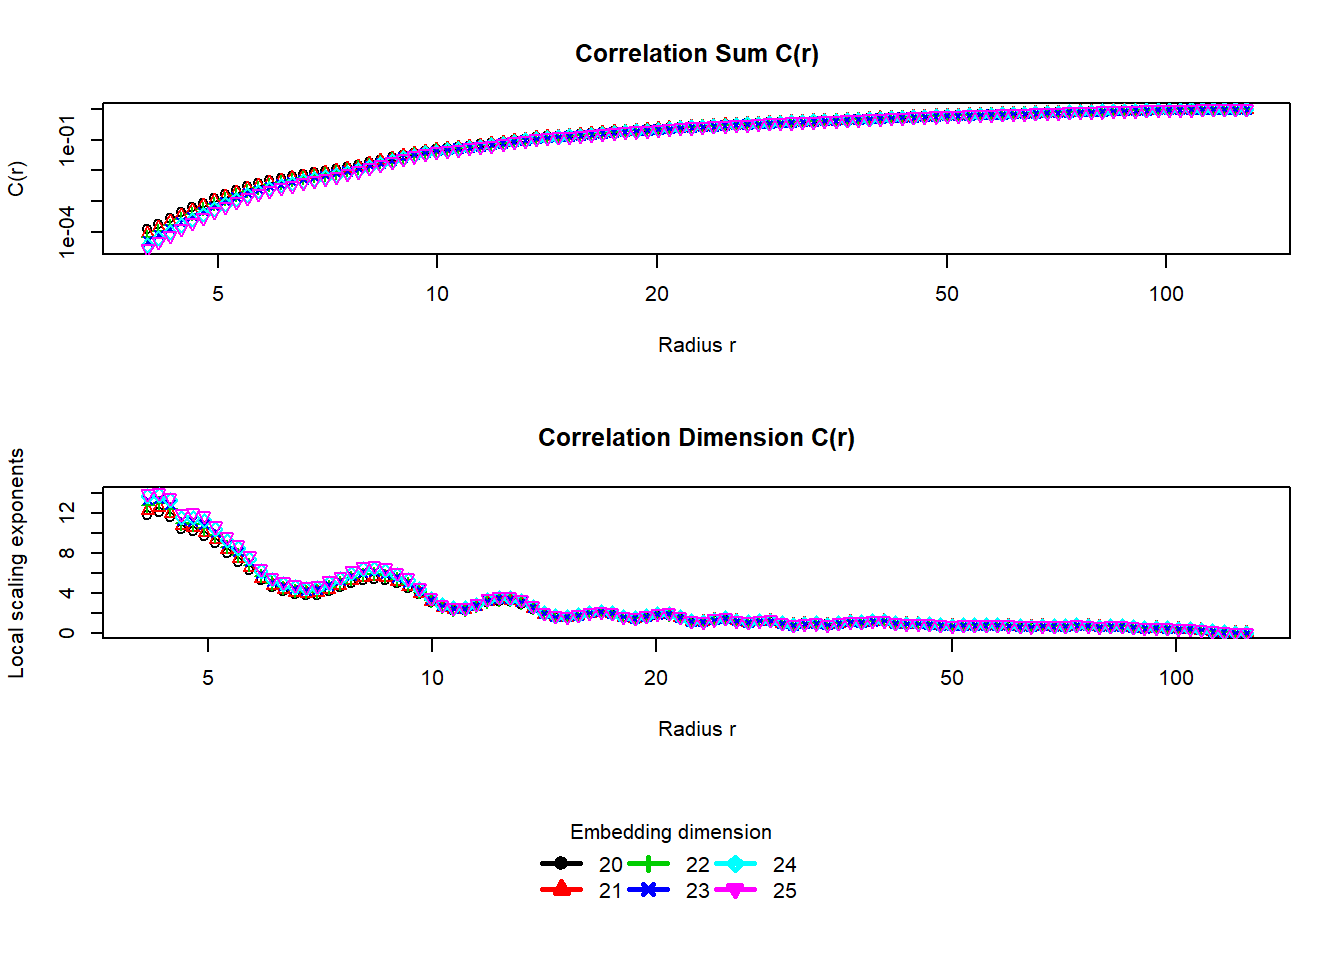 Correlation Sum C(r)
C(r)
1e-01
1e-04
5 10 20 50 100
Radius r
Correlation Dimension C(r)
Local scaling exponents
12
8
4
0
5 10 20 50 100
Radius r
Embedding dimension
20 22 24
21 23 25